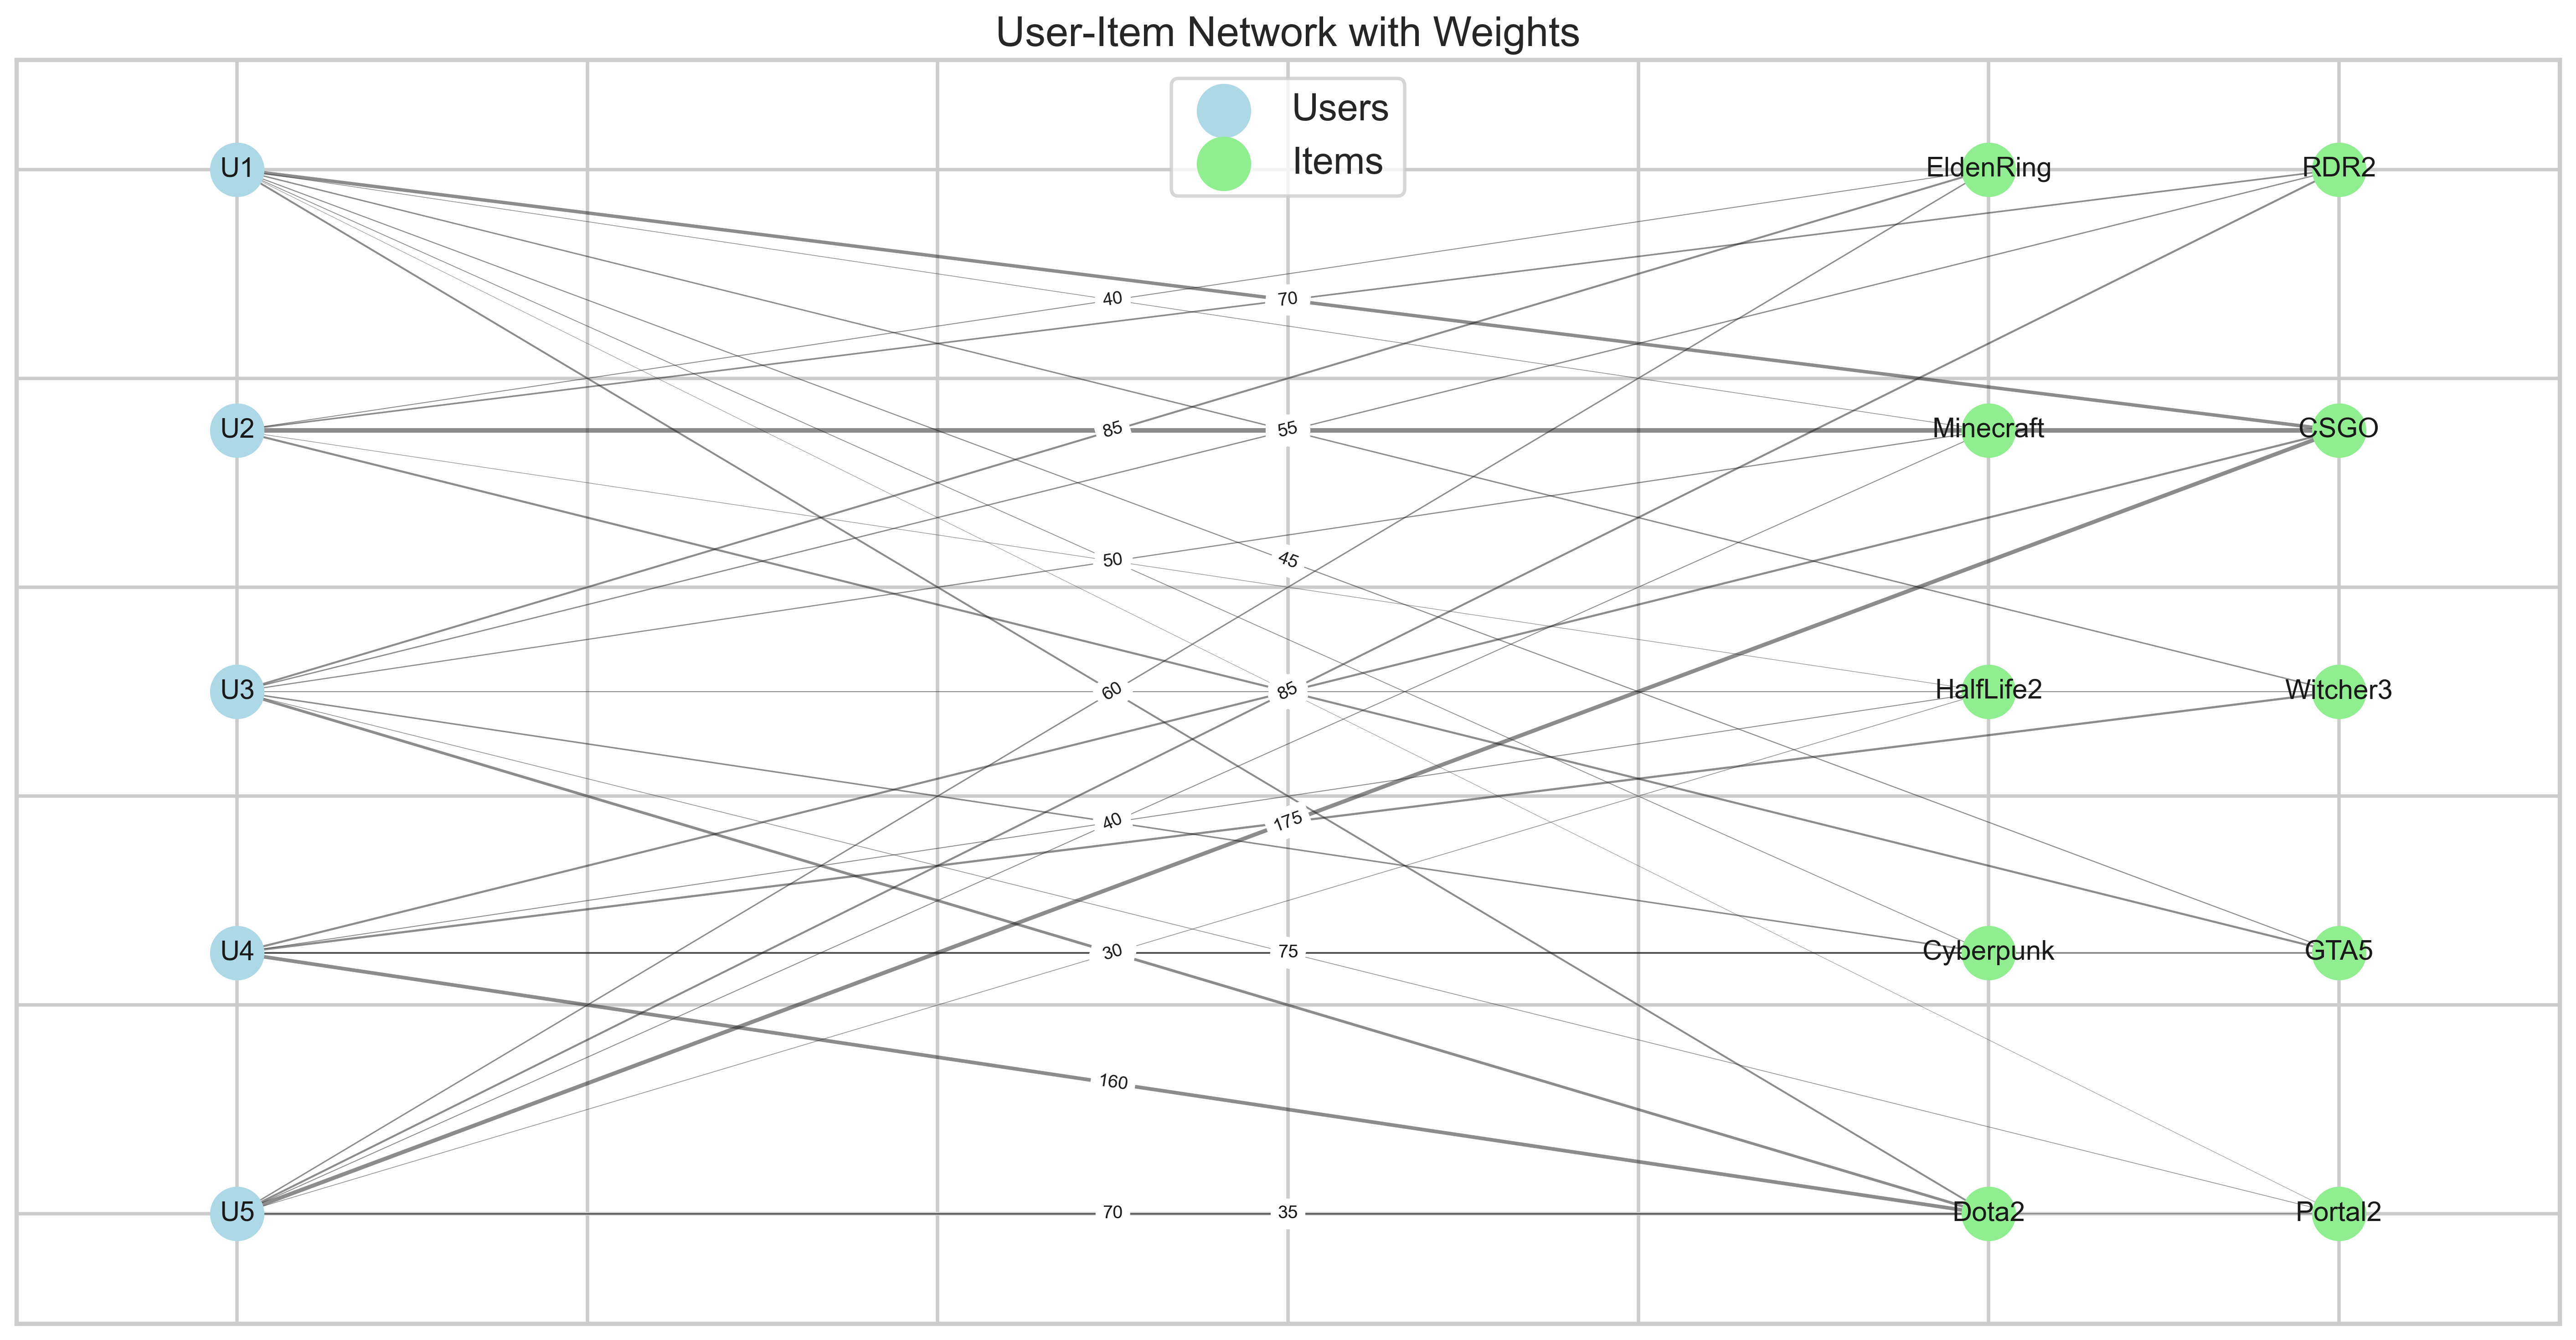 User-Item Network with Weights
Users
Items
U1
EldenRing
RDR2
40
70
U2
85
55
Minecraft
CSGO
50
45
U3
60
85
HalfLife2
Witcher3
40
175
U4
30
75
Cyberpunk
GTA5
160
U5
70
35
Dota2
Portal2